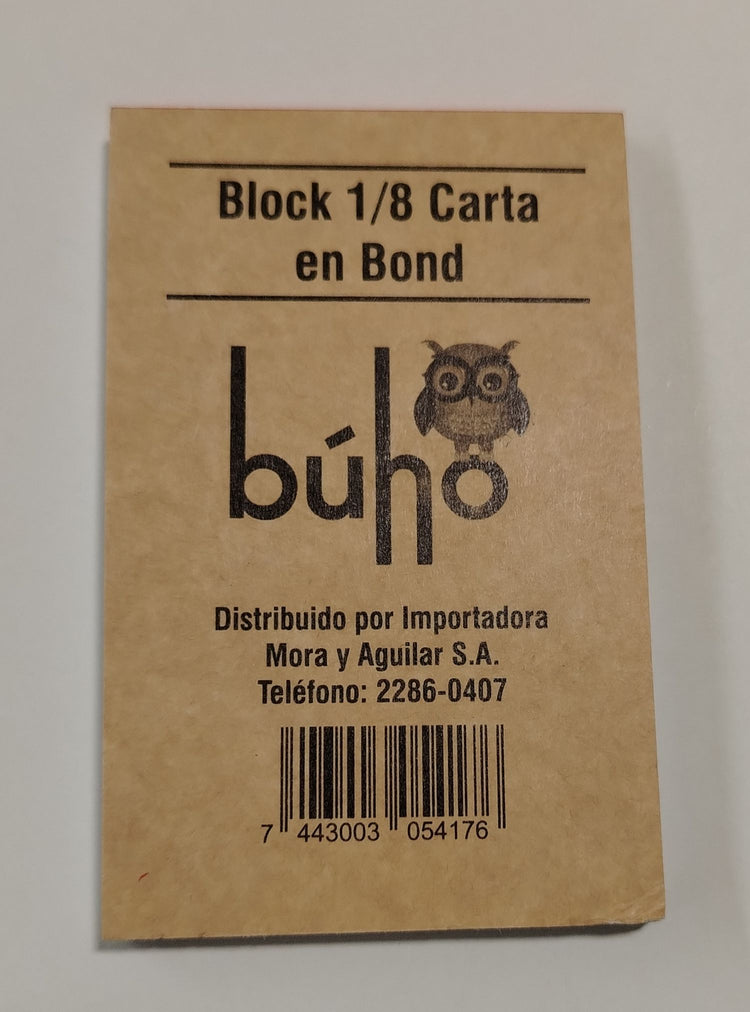 Block 1/8 Carta
en Bond
búho
Distribuido por Importadora
Mora y Aguilar S.A.
Teléfono: 2286-0407
7 443003 054176